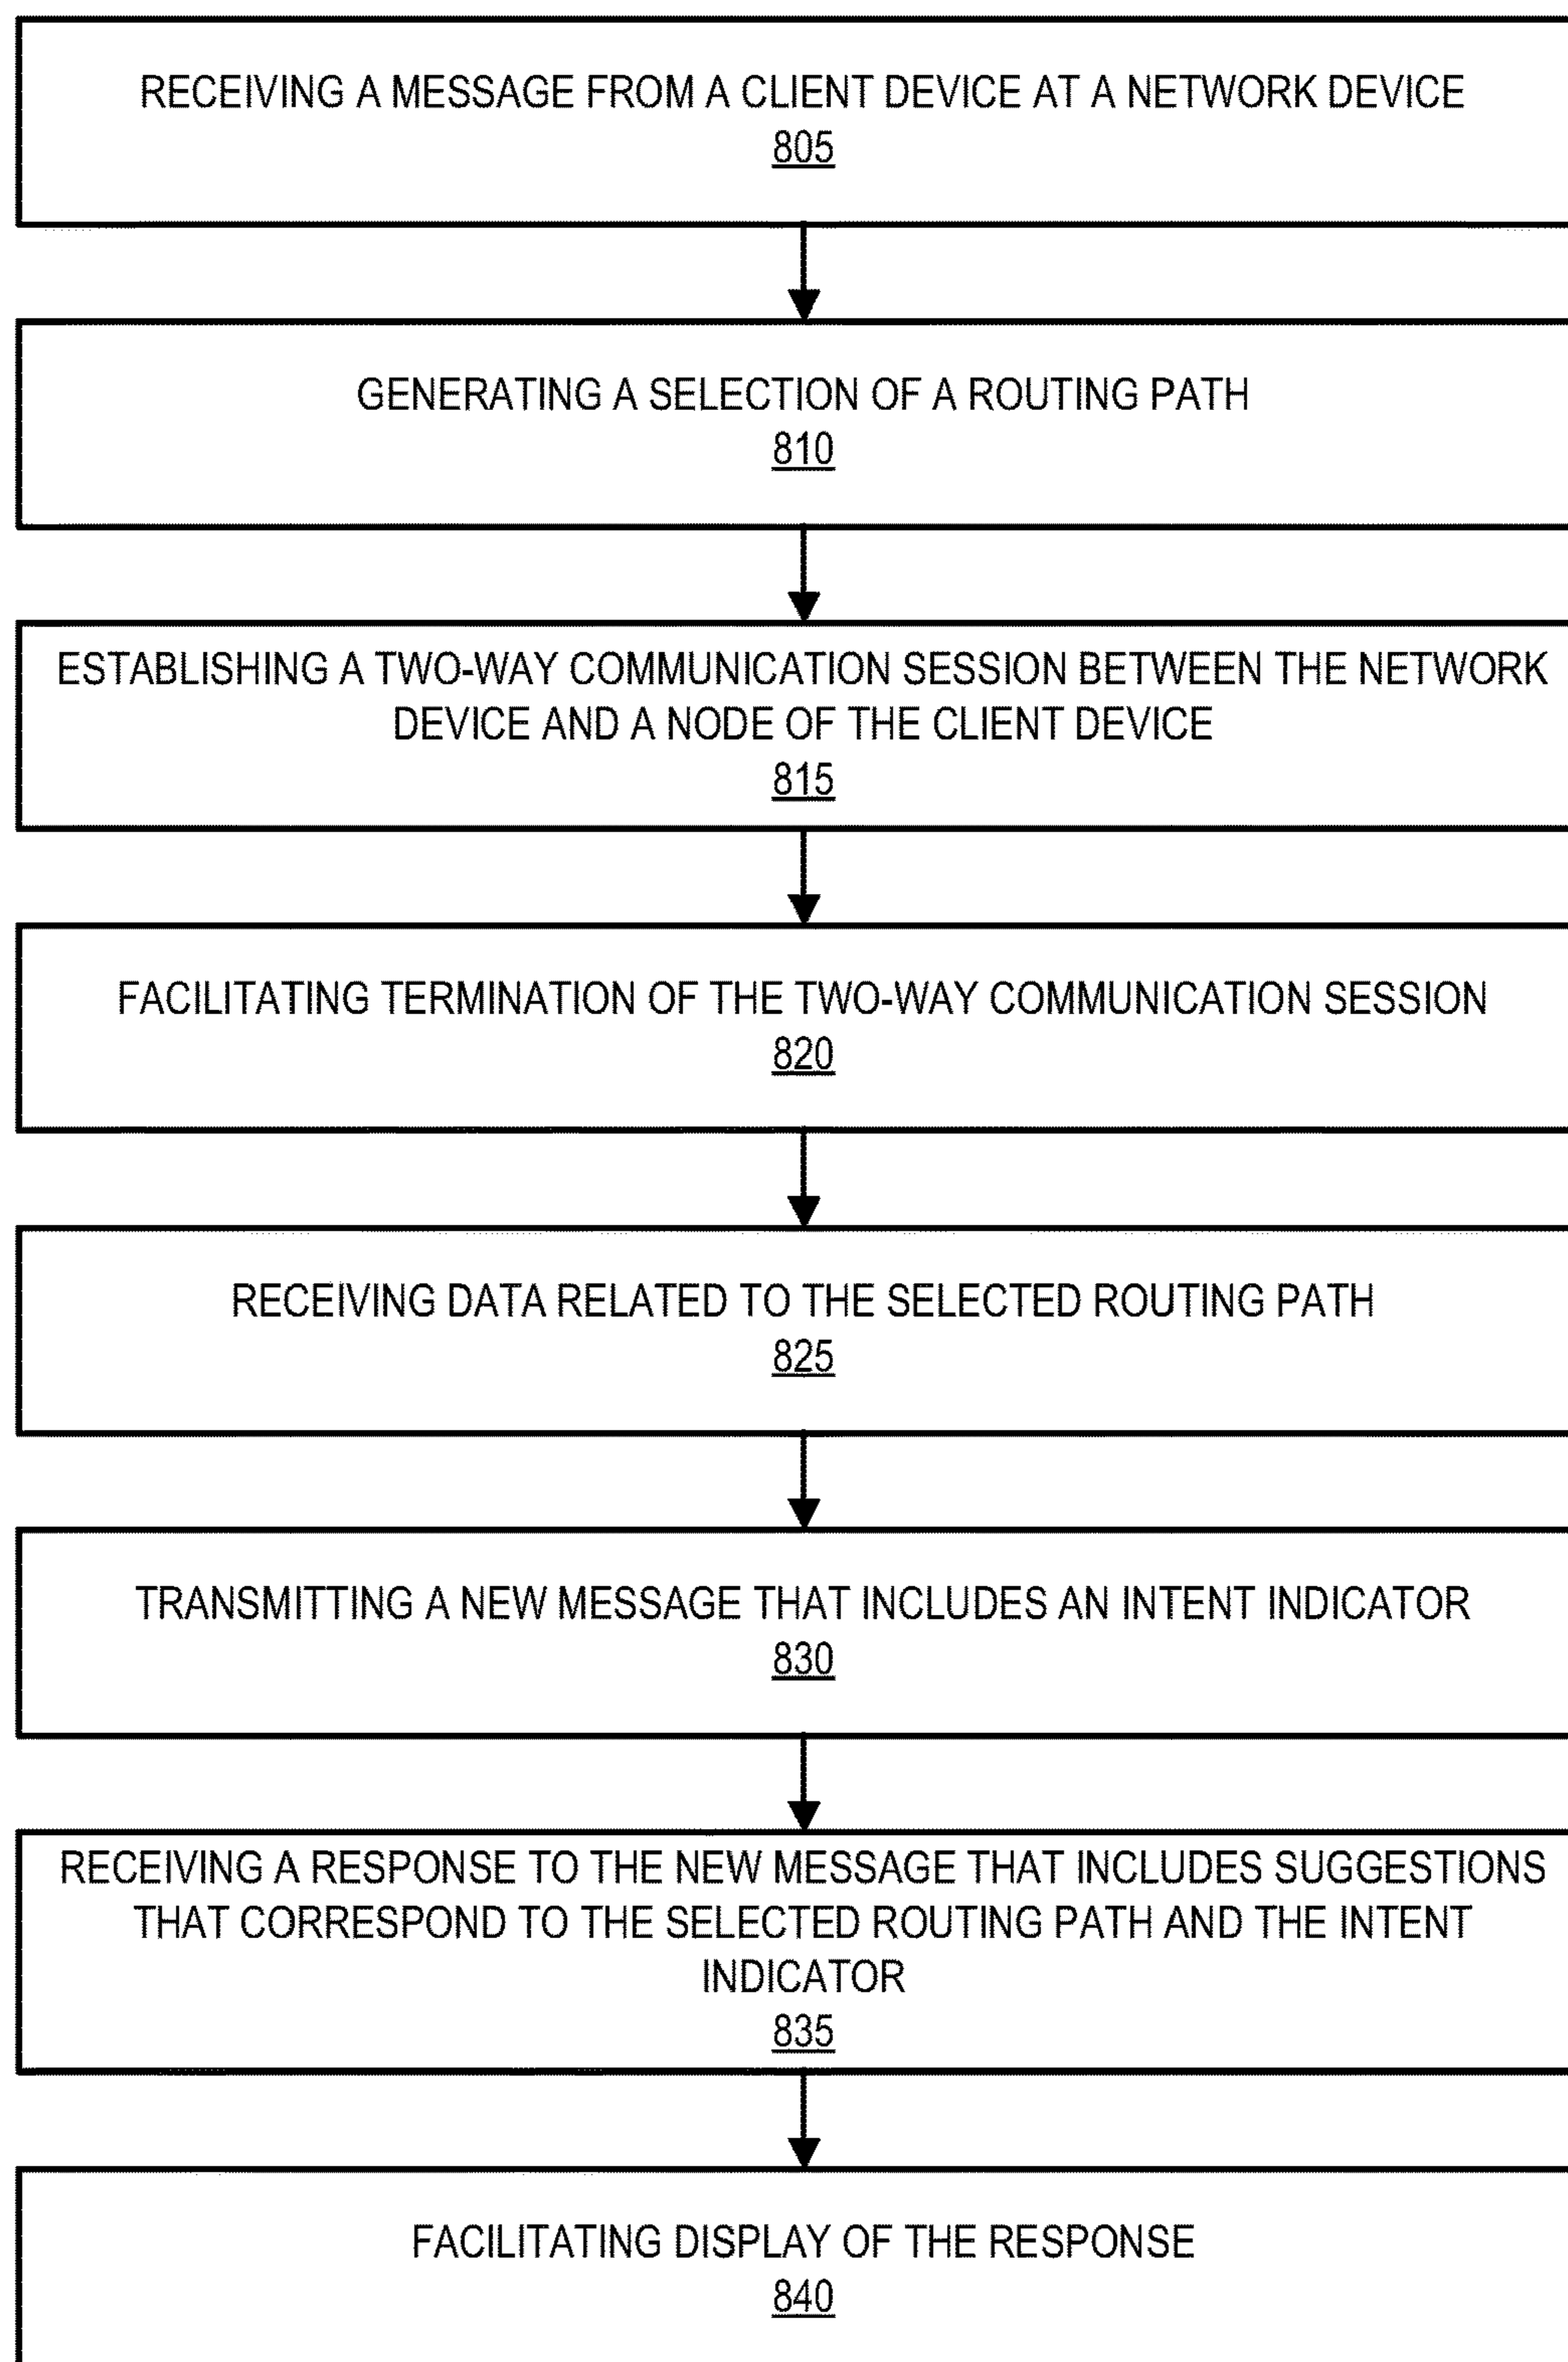 RECEIVING A MESSAGE FROM A CLIENT DEVICE AT A NETWORK DEVICE
805
GENERATING A SELECTION OF A ROUTING PATH
810
ESTABLISHING A TWO-WAY COMMUNICATION SESSION BETWEEN THE NETWORK
DEVICE AND A NODE OF THE CLIENT DEVICE
815
FACILITATING TERMINATION OF THE TWO-WAY COMMUNICATION SESSION
820
RECEIVING DATA RELATED TO THE SELECTED ROUTING PATH
825
TRANSMITTING A NEW MESSAGE THAT INCLUDES AN INTENT INDICATOR
830
RECEIVING A RESPONSE TO THE NEW MESSAGE THAT INCLUDES SUGGESTIONS
THAT CORRESPOND TO THE SELECTED ROUTING PATH AND THE INTENT
INDICATOR
835
FACILITATING DISPLAY OF THE RESPONSE
840